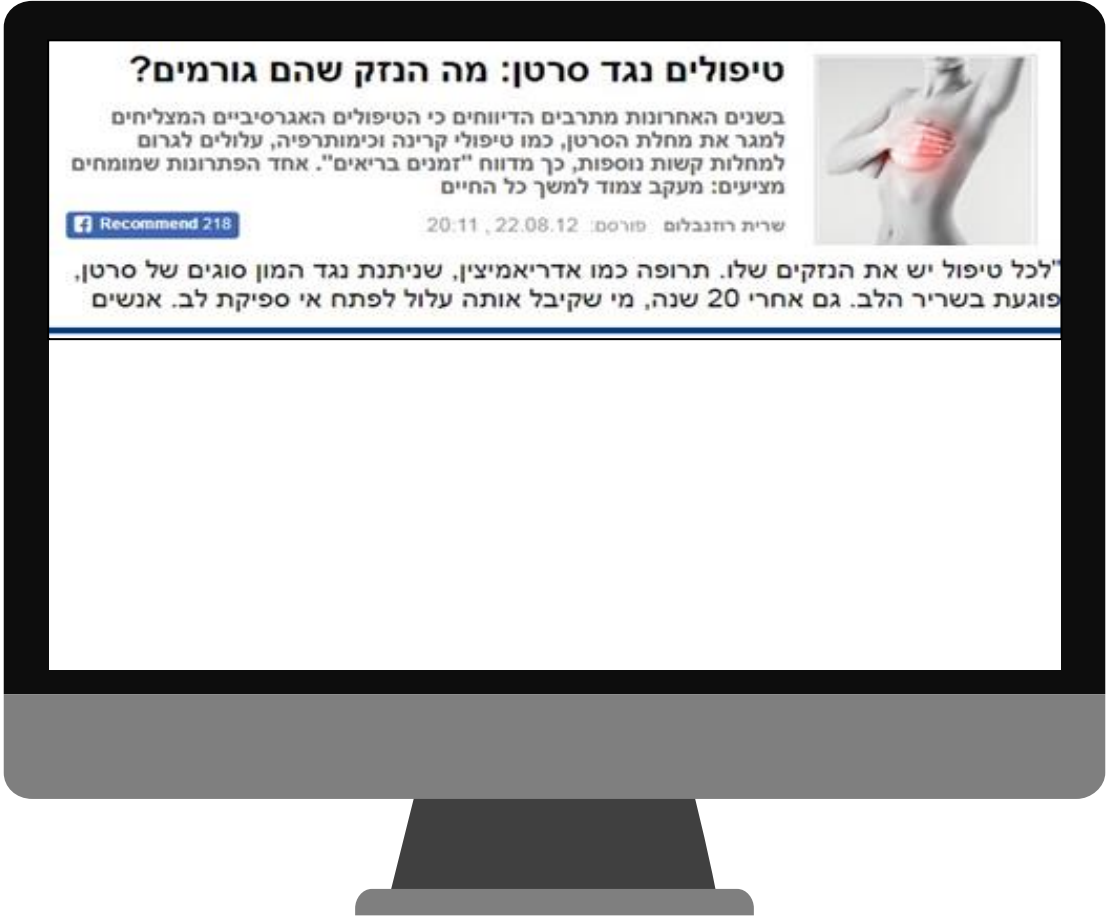 טיפולים נגד סרטן: מה הנזק שהם גורמים?
בשנים האחרונות מתרבים הדיווחים כי הטיפולים האגרסיביים המצליחים
למגר את מחלת הסרטן, כמו טיפולי קרינה וכימותרפיה, עלולים לגרום
למחלות קשות נוספות, כך מדווח "זמנים בריאים". אחד הפתרונות שמומחים
מציעים: מעקב צמוד למשך כל החיים
שרית רוזנבלום פורסם: 22.08.12 , 20:11
Recommend 218
"לכל טיפול יש את הנזקים שלו. תרופה כמו אדריאמיצין, שניתנת נגד המון סוגים של סרטן,
פוגעת בשריר הלב. גם אחרי 20 שנה, מי שקיבל אותה עלול לפתח אי ספיקת לב. אנשים